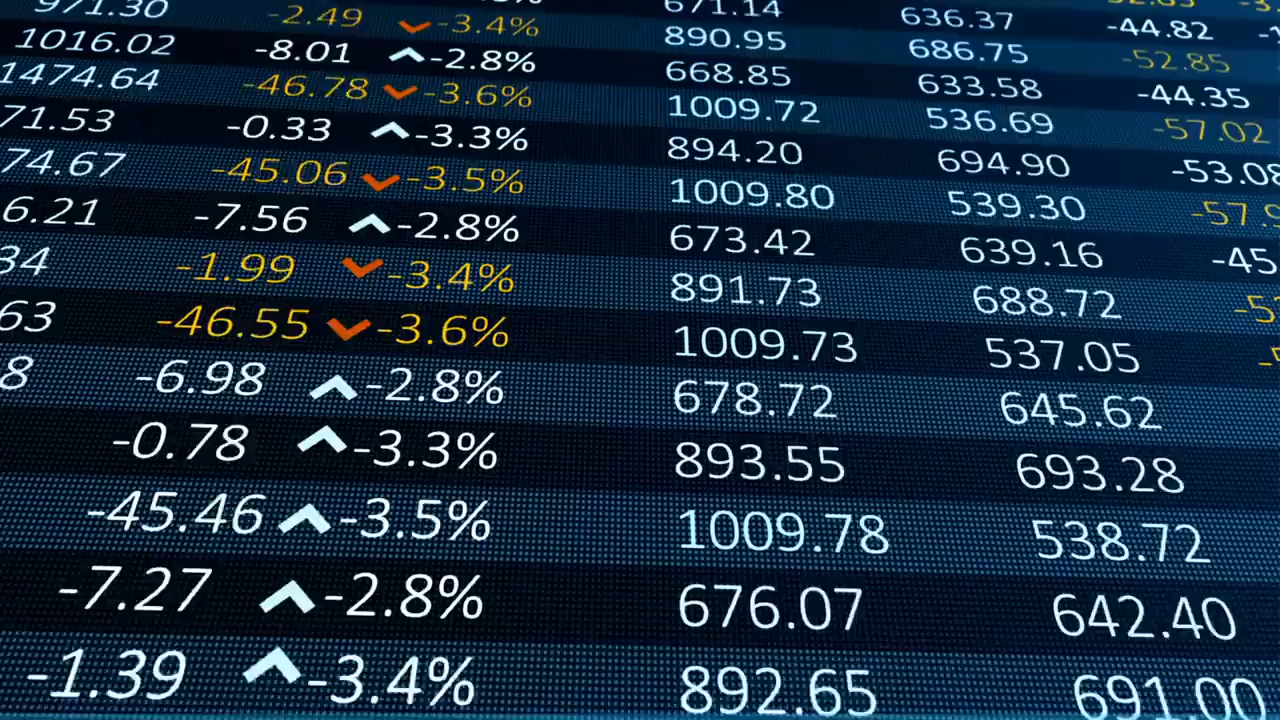 971.30 -2.49 -3.4% 671.14 636.37 -44.82
1016.02 -8.01 -2.8% 890.95 686.75 -52.85
1474.64 -46.78 -3.6% 668.85 633.58 -44.35
71.53 -0.33 -3.3% 1009.72 536.69 -57.02
74.67 -45.06 -3.5% 894.20 694.90 -53.08
6.21 -7.56 -2.8% 1009.80 539.30 -57.9
34 -1.99 -3.4% 673.42 639.16 -45
63 -46.55 -3.6% 891.73 688.72
8 -6.98 -2.8% 1009.73 537.05
-0.78 -3.3% 678.72 645.62
-45.46 -3.5% 893.55 693.28
-7.27 -2.8% 1009.78 538.72
-1.39 -3.4% 676.07 642.40
892.65 691.00